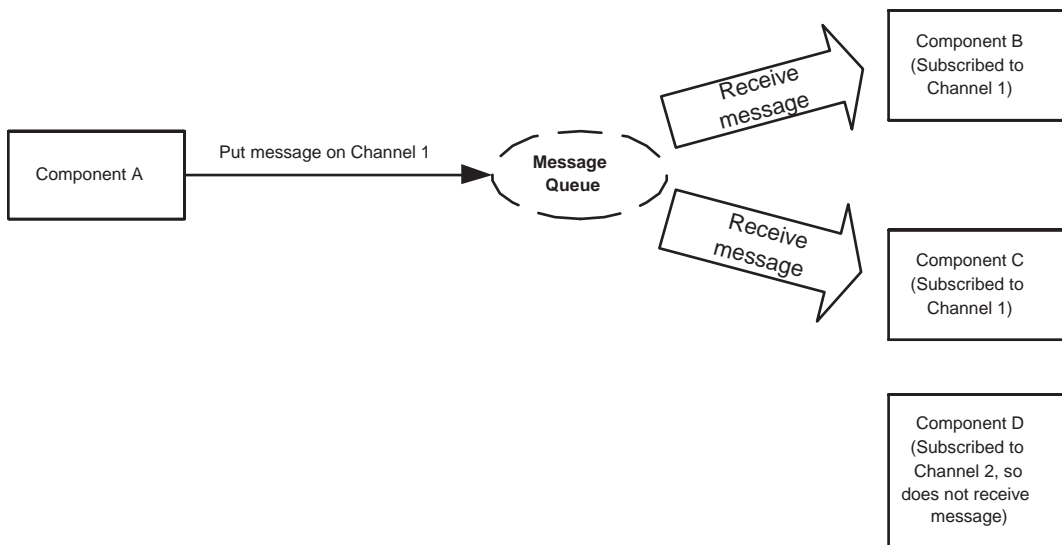 Component A
Put message on Channel 1
Message
Queue
Receive
message
Receive
message
Component B
(Subscribed to
Channel 1)
Component C
(Subscribed to
Channel 1)
Component D
(Subscribed to
Channel 2, so
does not receive
message)